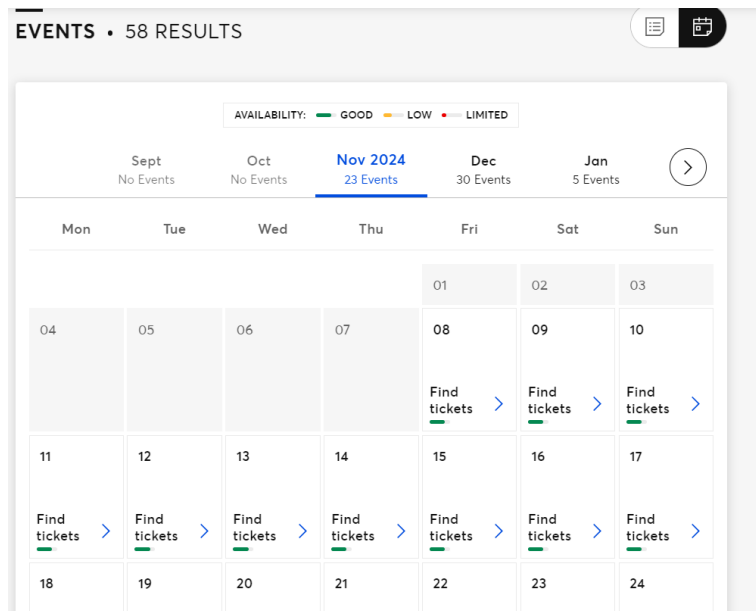 EVENTS • 58 RESULTS
AVAILABILITY: GOOD LOW LIMITED
Sept Oct Nov 2024 Dec Jan
No Events No Events 23 Events 30 Events 5 Events
Mon Tue Wed Thu Fri Sat Sun
01 02 03
04 05 06 07 08 09 10
Find Find Find
tickets tickets tickets
11 12 13 14 15 16 17
Find Find Find Find Find Find Find
tickets tickets tickets tickets tickets tickets tickets
18 19 20 21 22 23 24